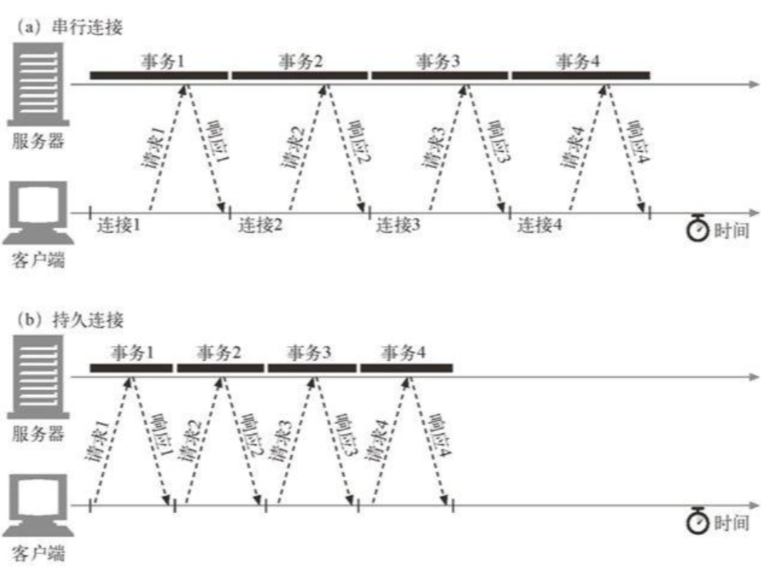 (a) 串行连接
事务1 事务2 事务3 事务4
服务器
请求1 响应1 请求2 响应2 请求3 响应3 请求4 响应4
连接1 连接2 连接3 连接4
时间
客户端
(b) 持久连接
事务1 事务2 事务3 事务4
服务器
请求1 响应1 请求2 响应2 请求3 响应3 请求4 响应4
时间
客户端